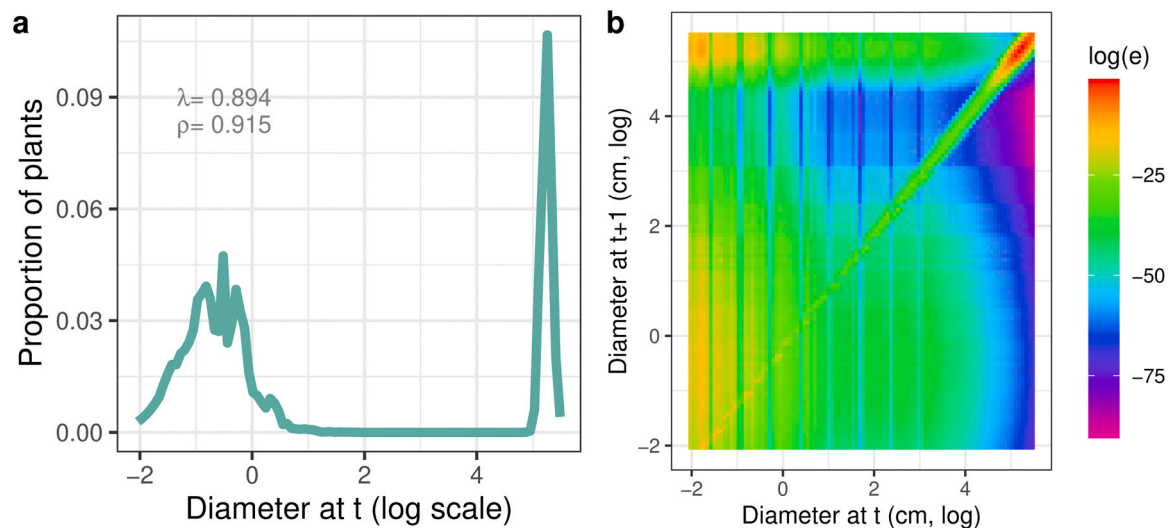 a
Proportion of plants
0.09
0.06
0.03
0.00
λ= 0.894
ρ= 0.915
−2
0
2
4
Diameter at t (log scale)
b
Diameter at t+1 (cm, log)
4
2
0
−2
−2
0
2
4
Diameter at t (cm, log)
log(e)
−25
−50
−75